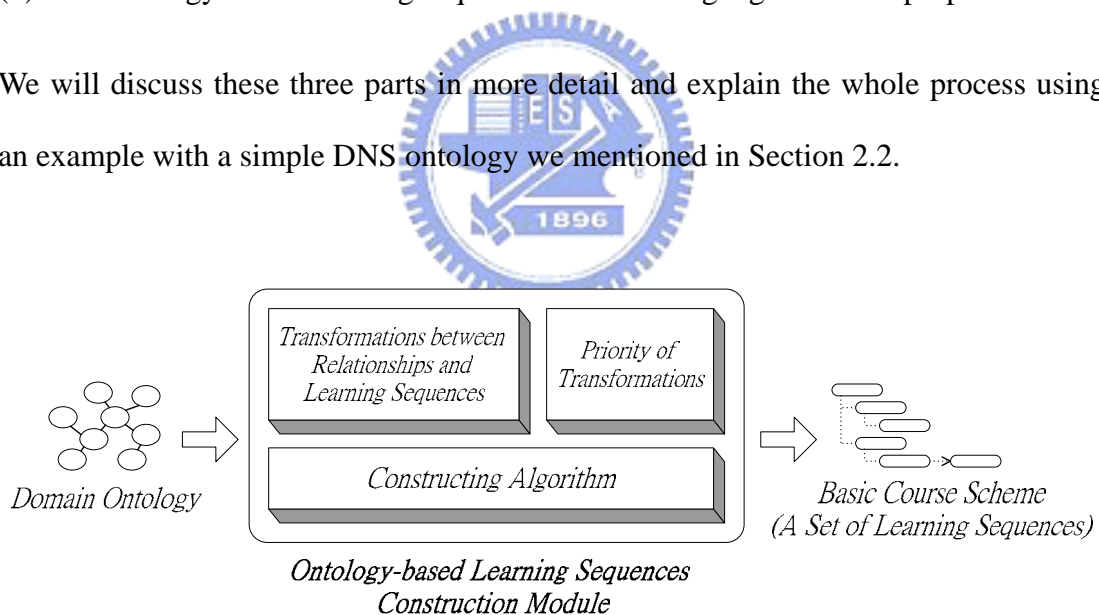 We will discuss these three parts in more detail and explain the whole process using
an example with a simple DNS ontology we mentioned in Section 2.2.
E S A
1896
Transformations between
Relationships and
Learning Sequences
Priority of
Transformations
Constructing Algorithm
Domain Ontology
Basic Course Scheme
(A Set of Learning Sequences)
Ontology-based Learning Sequences
Construction Module